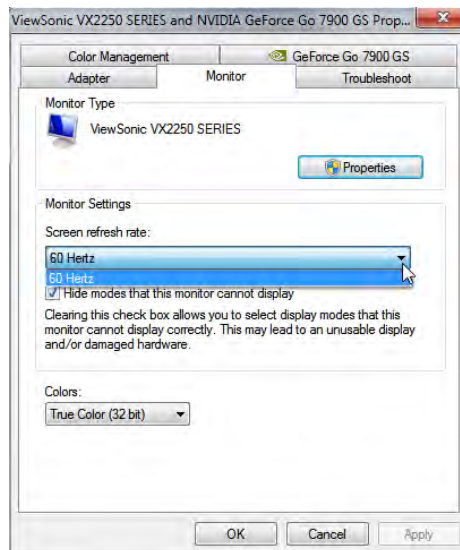 ViewSonic VX2250 SERIES and NVIDIA GeForce Go 7900 GS Prop...
Color Management
GeForce Go 7900 GS
Adapter
Monitor
Troubleshoot
Monitor Type
ViewSonic VX2250 SERIES
Properties
Monitor Settings
Screen refresh rate:
60 Hertz
60 Hertz
Hide modes that this monitor cannot display
Clearing this check box allows you to select display modes that this
monitor cannot display correctly. This may lead to an unusable display
and/or damaged hardware.
Colors:
True Color (32 bit)
OK
Cancel
Apply